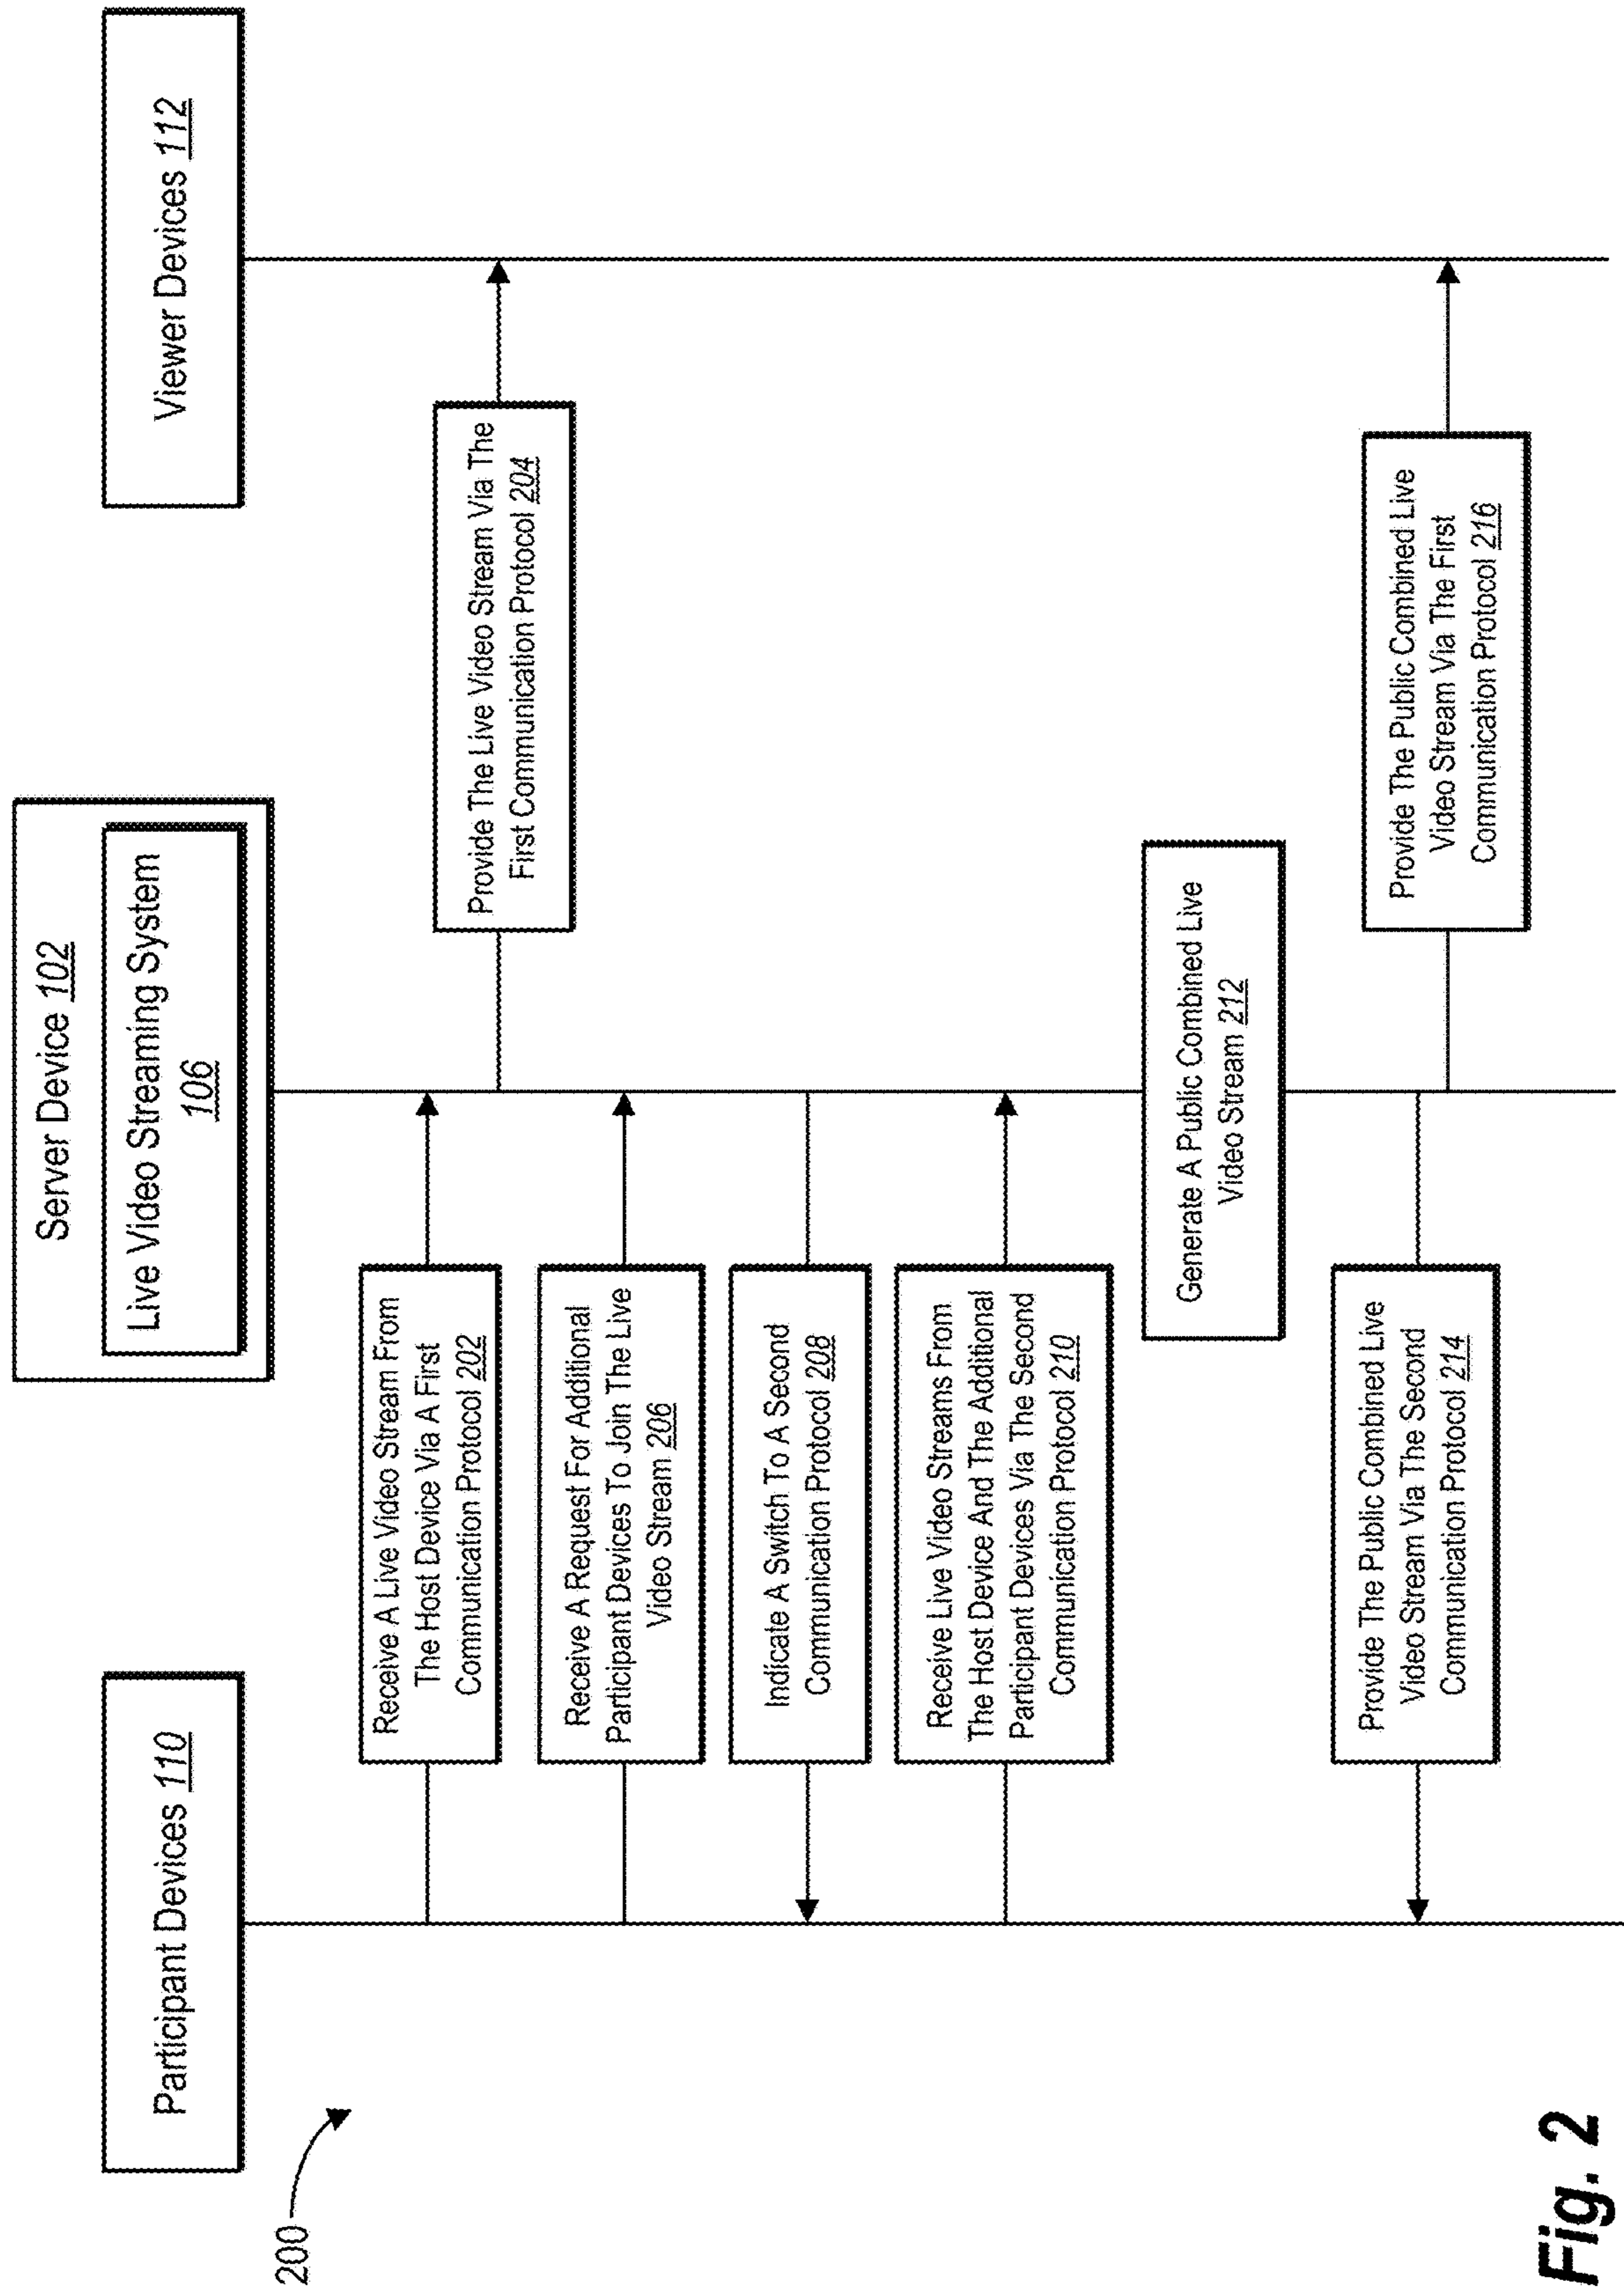 Server Device 102
Participant Devices 110
Live Video Streaming System
106
Viewer Devices 112
200
Receive A Live Video Stream From
The Host Device Via A First
Communication Protocol 202
Provide The Live Video Stream Via The
First Communication Protocol 204
Receive A Request For Additional
Participant Devices To Join The Live
Video Stream 206
Indicate A Switch To A Second
Communication Protocol 208
Receive Live Video Streams From
The Host Device And The Additional
Participant Devices Via The Second
Communication Protocol 210
Generate A Public Combined Live
Video Stream 212
Provide The Public Combined Live
Video Stream Via The Second
Communication Protocol 214
Provide The Public Combined Live
Video Stream Via The First
Communication Protocol 216
Fig. 2